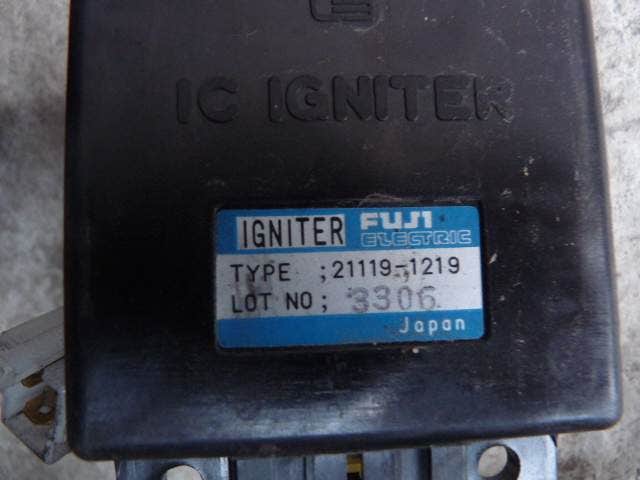 IC IGNITER
IGNITER FUJI ELECTRIC
TYPE ; 21119-1219
LOT NO ; 3306
Japan